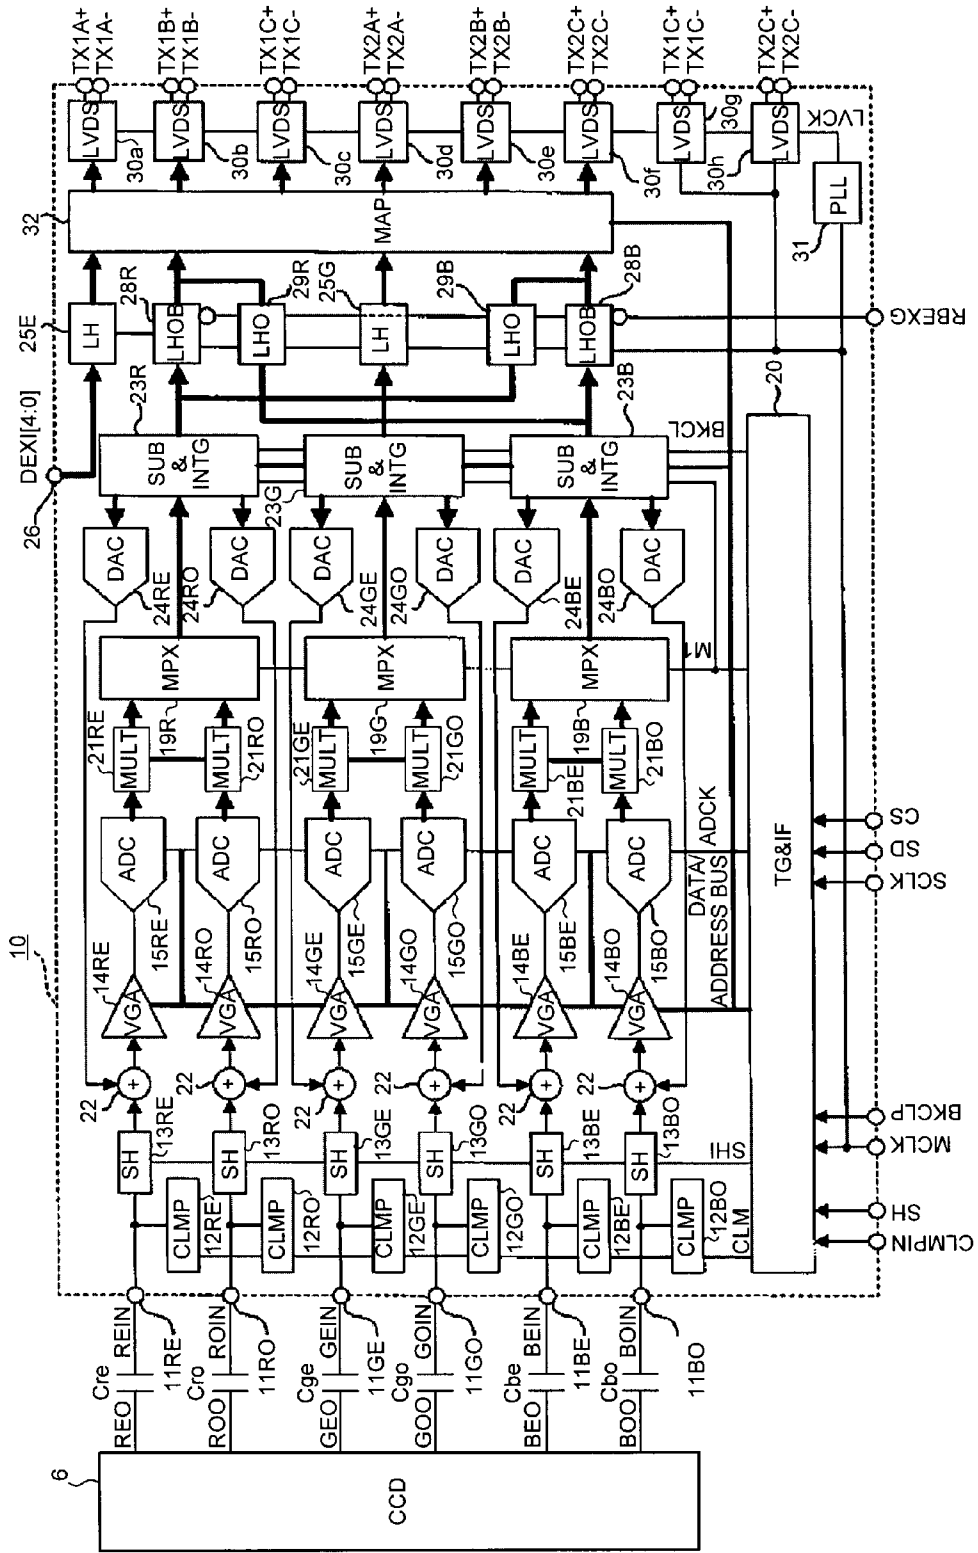 10
6
CCD
REO
Cre
REIN
11RE
ROO
Cro
ROIN
11RO
GEO
Cge
GEIN
11GE
GOO
Cgo
GOIN
11GO
BEO
Cbe
BEIN
11BE
BOO
Cbo
BOIN
11BO
CLMP
12RE
CLMP
12RO
CLMP
12GE
CLMP
12GO
CLMP
12BE
CLMP
12BO
CLM
SH
13RE
SH
13RO
SH
13GE
SH
13GO
SH
13BE
SH
13BO
SHI
22
+
22
+
22
+
22
+
22
+
22
+
VGA
14RE
VGA
14RO
VGA
14GE
VGA
14GO
VGA
14BE
VGA
14BO
DATA/
ADDRESS BUS
ADC
15RE
ADC
15RO
ADC
15GE
ADC
15GO
ADC
15BE
ADC
15BO
ADCK
MULT
21RE
MULT
21RO
MULT
21GE
MULT
21GO
MULT
21BE
MULT
21BO
MPX
19R
MPX
19G
MPX
19B
M1
DAC
24RE
DAC
24RO
DAC
24GE
DAC
24GO
DAC
24BE
DAC
24BO
SUB
&
INTG
23R
SUB
&
INTG
23G
SUB
&
INTG
23B
BKCL
26
DEXI[4:0]
LH
25E
LHOB
28R
LHO
29R
LH
25G
LHO
29B
LHOB
28B
MAP
32
LVDS
30a
LVDS
30b
LVDS
30c
LVDS
30d
LVDS
30e
LVDS
30f
LVDS
30g
LVDS
30h
LVCK
PLL
31
TX1A+
TX1A-
TX1B+
TX1B-
TX1C+
TX1C-
TX2A+
TX2A-
TX2B+
TX2B-
TX2C+
TX2C-
TX1C+
TX1C-
TX2C+
TX2C-
TG&IF
20
CLMPIN
SH
MCLK
BKCLP
SCLK
SD
CS
RBEXG